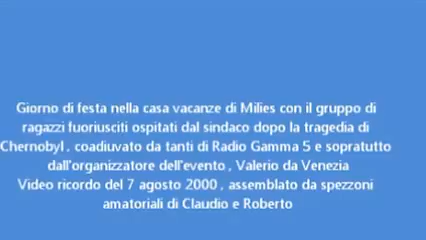 Giorno di festa nella casa vacanze di Milies con il gruppo di
ragazzi fuoriusciti ospitati dal sindaco dopo la tragedia di
Chernobyl , coadiuvato da tanti di Radio Gamma 5 e sopratutto
dall'organizzatore dell'evento , Valerio da Venezia
Video ricordo del 7 agosto 2000 , assemblato da spezzoni
amatoriali di Claudio e Roberto